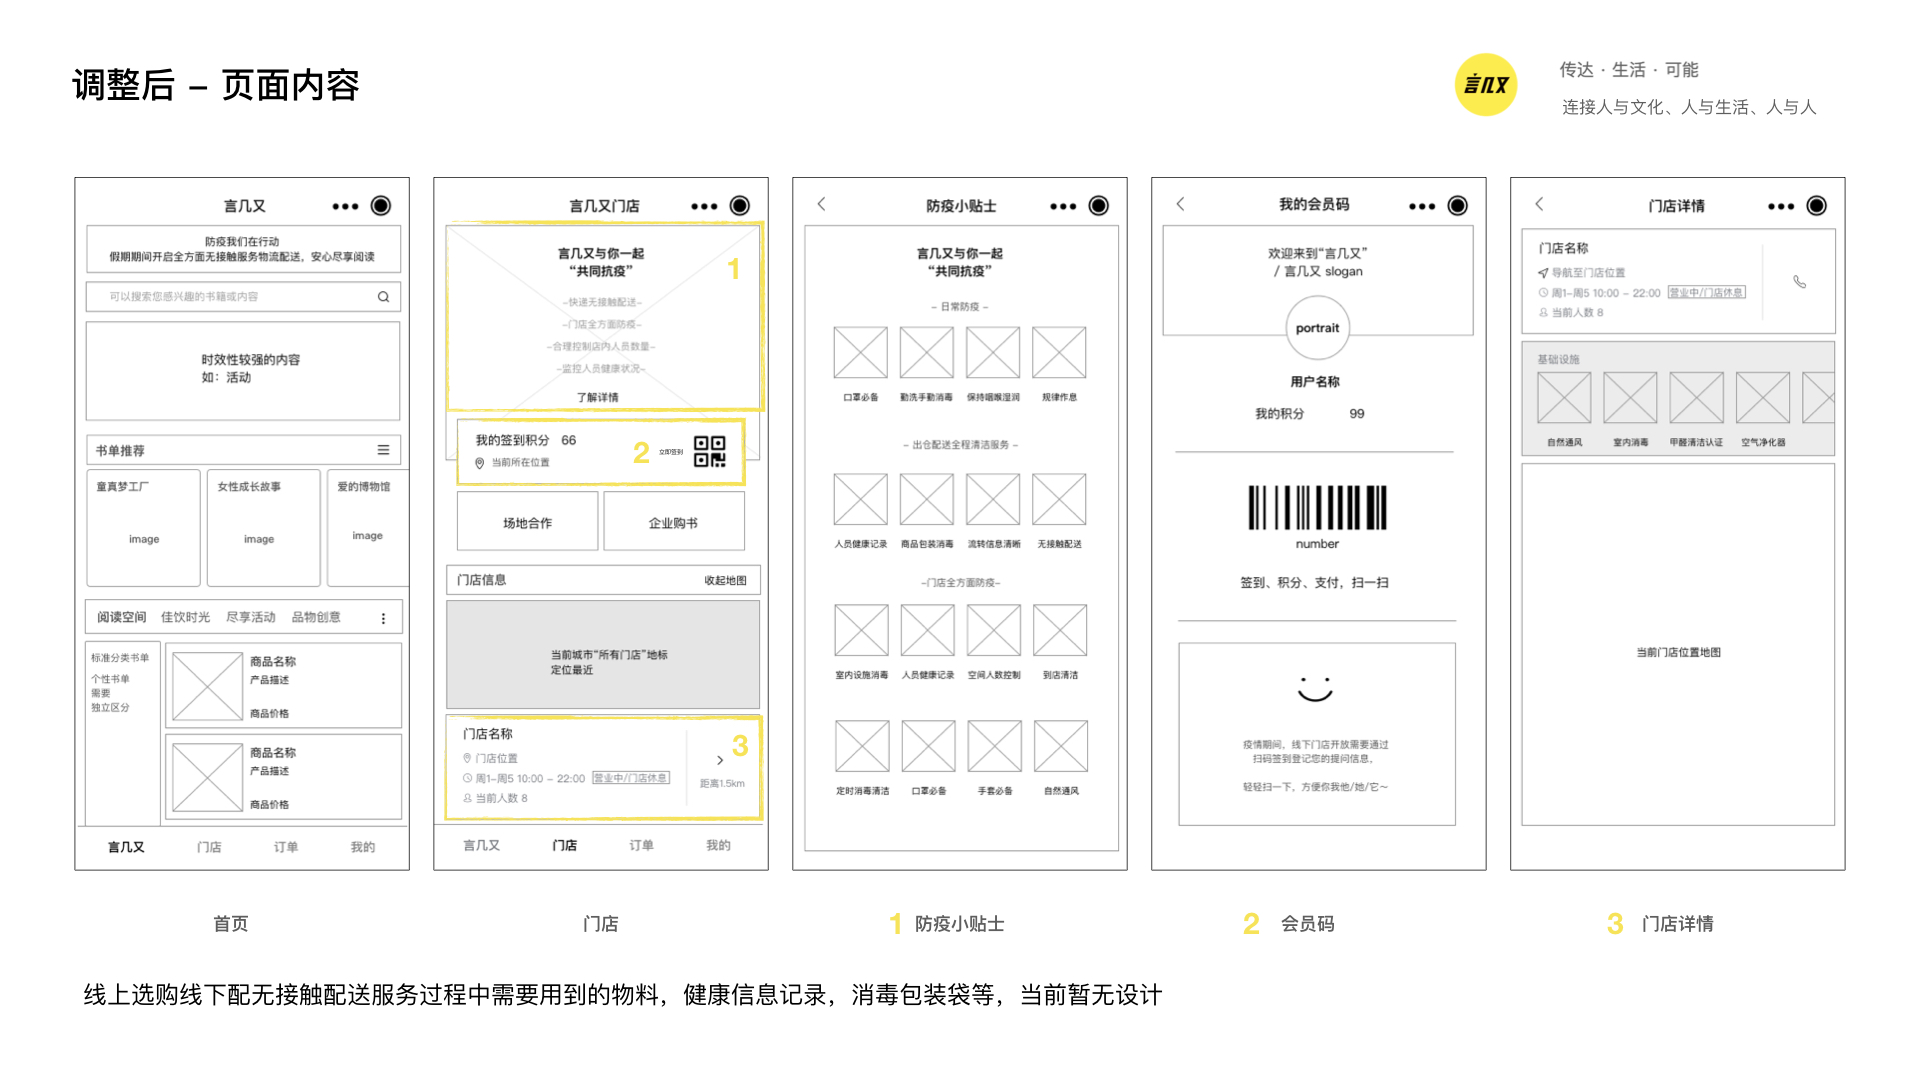 调整后 – 页面内容
言几又
传达 · 生活 · 可能
连接人与文化、人与生活、人与人
言几又
防疫我们在行动
假期期间开启全方面无接触服务物流配送，安心尽享阅读
可以搜索您感兴趣的书籍或内容
时效性较强的内容
如：活动
书单推荐
童真梦工厂
女性成长故事
爱的博物馆
image
image
image
阅读空间 佳饮时光 尽享活动 品物创意
标准分类书单
个性书单
需要
独立区分
商品名称
产品描述
商品价格
商品名称
产品描述
商品价格
言几又 门店 订单 我的
首页
言几又门店
言几又与你一起
“共同抗疫”
1
–快递无接触配送–
–门店全方面防疫–
–合理控制店内人员数量–
–监控人员健康状况–
了解详情
我的签到积分 66
当前所在位置
2
立即签到
场地合作
企业购书
门店信息
收起地图
当前城市“所有门店”地标
定位最近
门店名称
门店位置
周1–周5 10:00 – 22:00 营业中/门店休息
当前人数 8
3
距离1.5km
言几又 门店 订单 我的
门店
防疫小贴士
言几又与你一起
“共同抗疫”
– 日常防疫 –
口罩必备 勤洗手勤消毒 保持咽喉湿润 规律作息
– 出仓配送全程清洁服务 –
人员健康记录 商品包装消毒 流转信息清晰 无接触配送
–门店全方面防疫–
室内设施消毒 人员健康记录 空间人数控制 到店清洁
定时消毒清洁 口罩必备 手套必备 自然通风
1 防疫小贴士
我的会员码
欢迎来到“言几又”
/ 言几又 slogan
portrait
用户名称
我的积分 99
number
签到、积分、支付，扫一扫
疫情期间，线下门店开放需要通过
扫码签到登记您的提问信息，
轻轻扫一下，方便你我他/她/它～
2 会员码
门店详情
门店名称
导航至门店位置
周1–周5 10:00 – 22:00 营业中/门店休息
当前人数 8
基础设施
自然通风 室内消毒 甲醛清洁认证 空气净化器
当前门店位置地图
3 门店详情
线上选购线下配无接触配送服务过程中需要用到的物料，健康信息记录，消毒包装袋等，当前暂无设计